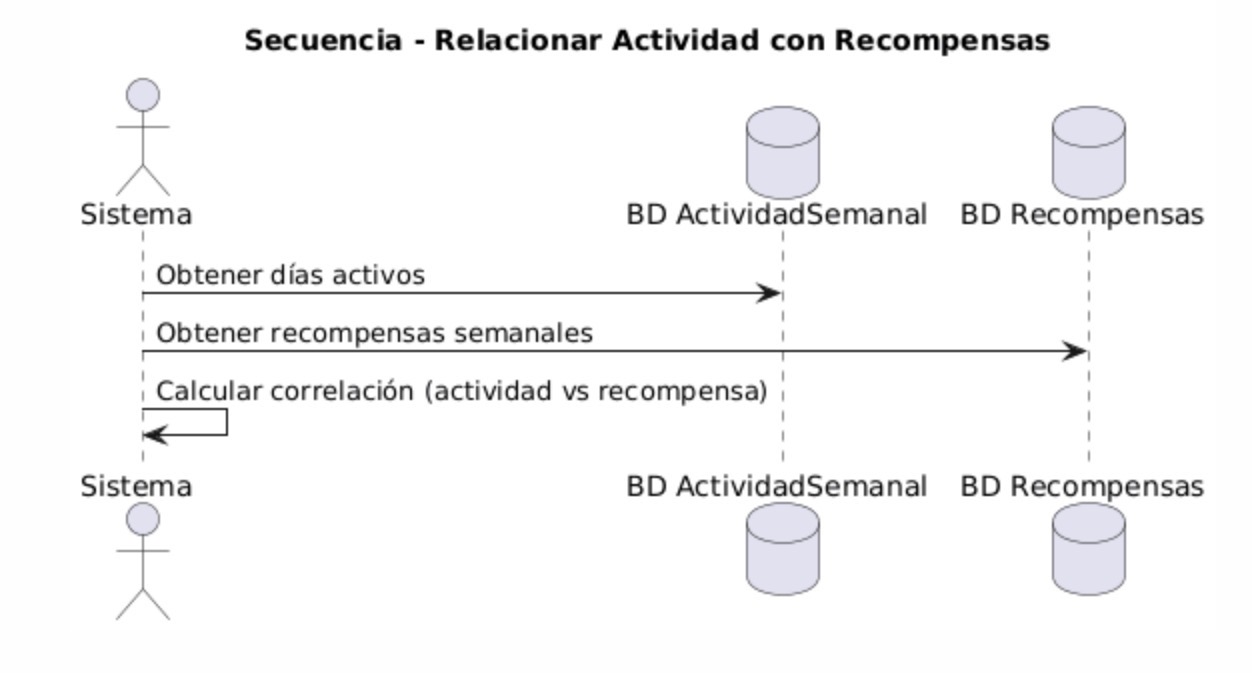 Secuencia - Relacionar Actividad con Recompensas
Sistema
BD ActividadSemanal
BD Recompensas
Obtener días activos
Obtener recompensas semanales
Calcular correlación (actividad vs recompensa)
Sistema
BD ActividadSemanal
BD Recompensas